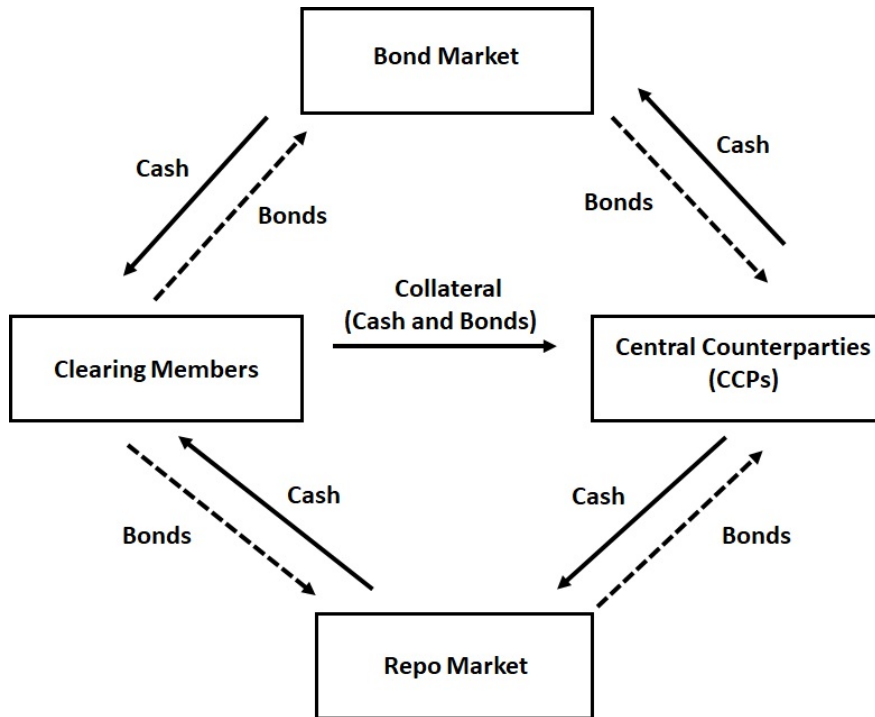 Bond Market
Cash
Cash
Bonds
Bonds
Collateral
(Cash and Bonds)
Clearing Members
Central Counterparties
(CCPs)
Cash
Cash
Bonds
Bonds
Repo Market